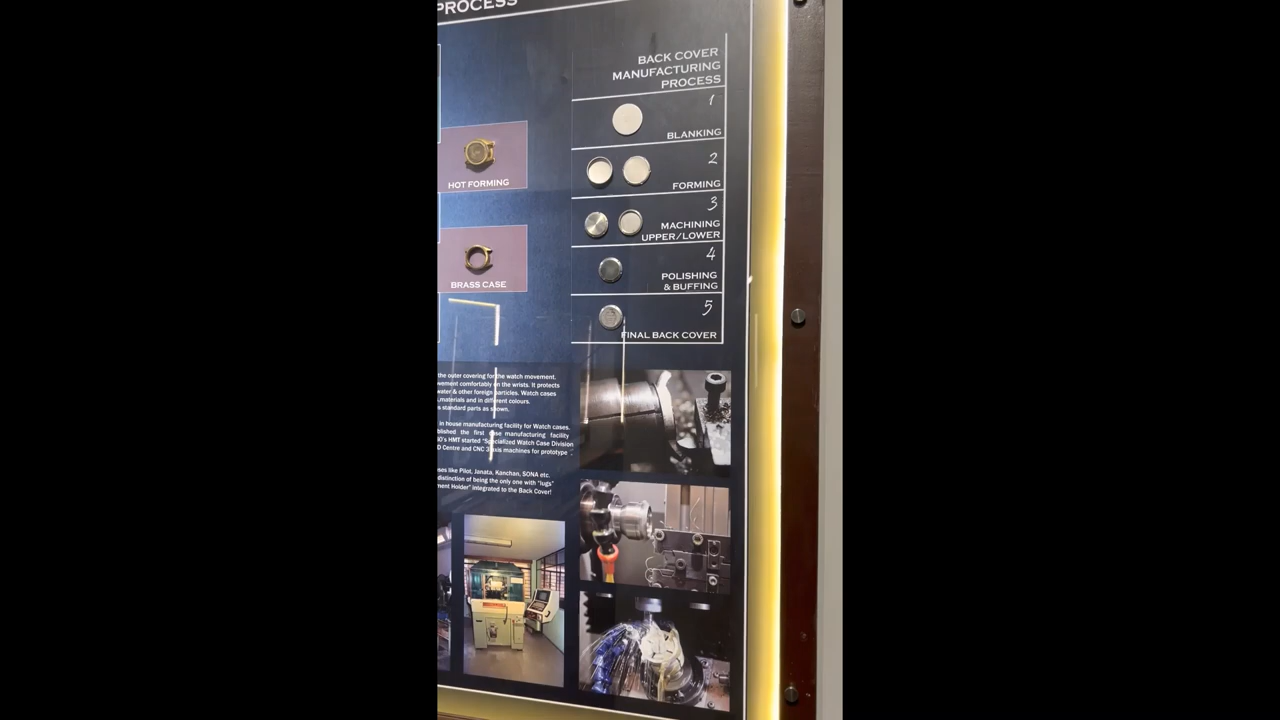 PROCESS
BACK COVER
MANUFACTURING
PROCESS
1
BLANKING
2
FORMING
3
MACHINING
UPPER/LOWER
4
POLISHING
& BUFFING
5
FINAL BACK COVER
HOT FORMING
BRASS CASE
the outer covering for the watch movement.
comfortably on the wrists. It protects
water & other foreign particles. Watch cases
materials and in different colours.
standard parts as shown.
in house manufacturing facility for Watch cases.
the first case manufacturing facility
HMT started "Specialized Watch Case Division
Centre and CNC 3 axis machines for prototype
like Pilot, Janata, Kanchan, SONA etc.
distinction of being the only one with "lugs"
Holder" integrated to the Back Cover!